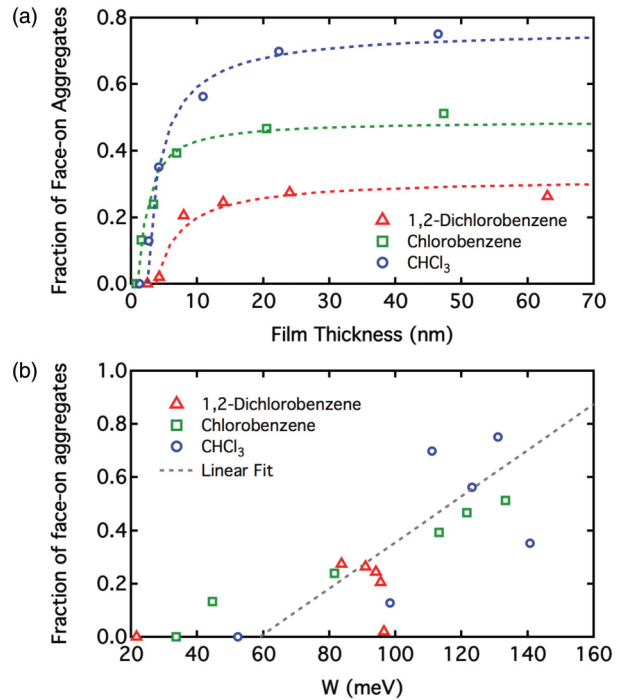 (a)
0.8
0.6
0.4
0.2
0.0
Fraction of Face-on Aggregates
1,2-Dichlorobenzene
Chlorobenzene
CHCl₃
0 10 20 30 40 50 60 70
Film Thickness (nm)
(b)
1.0
0.8
0.6
0.4
0.2
0.0
Fraction of face-on aggregates
1,2-Dichlorobenzene
Chlorobenzene
CHCl₃
Linear Fit
20 40 60 80 100 120 140 160
W (meV)